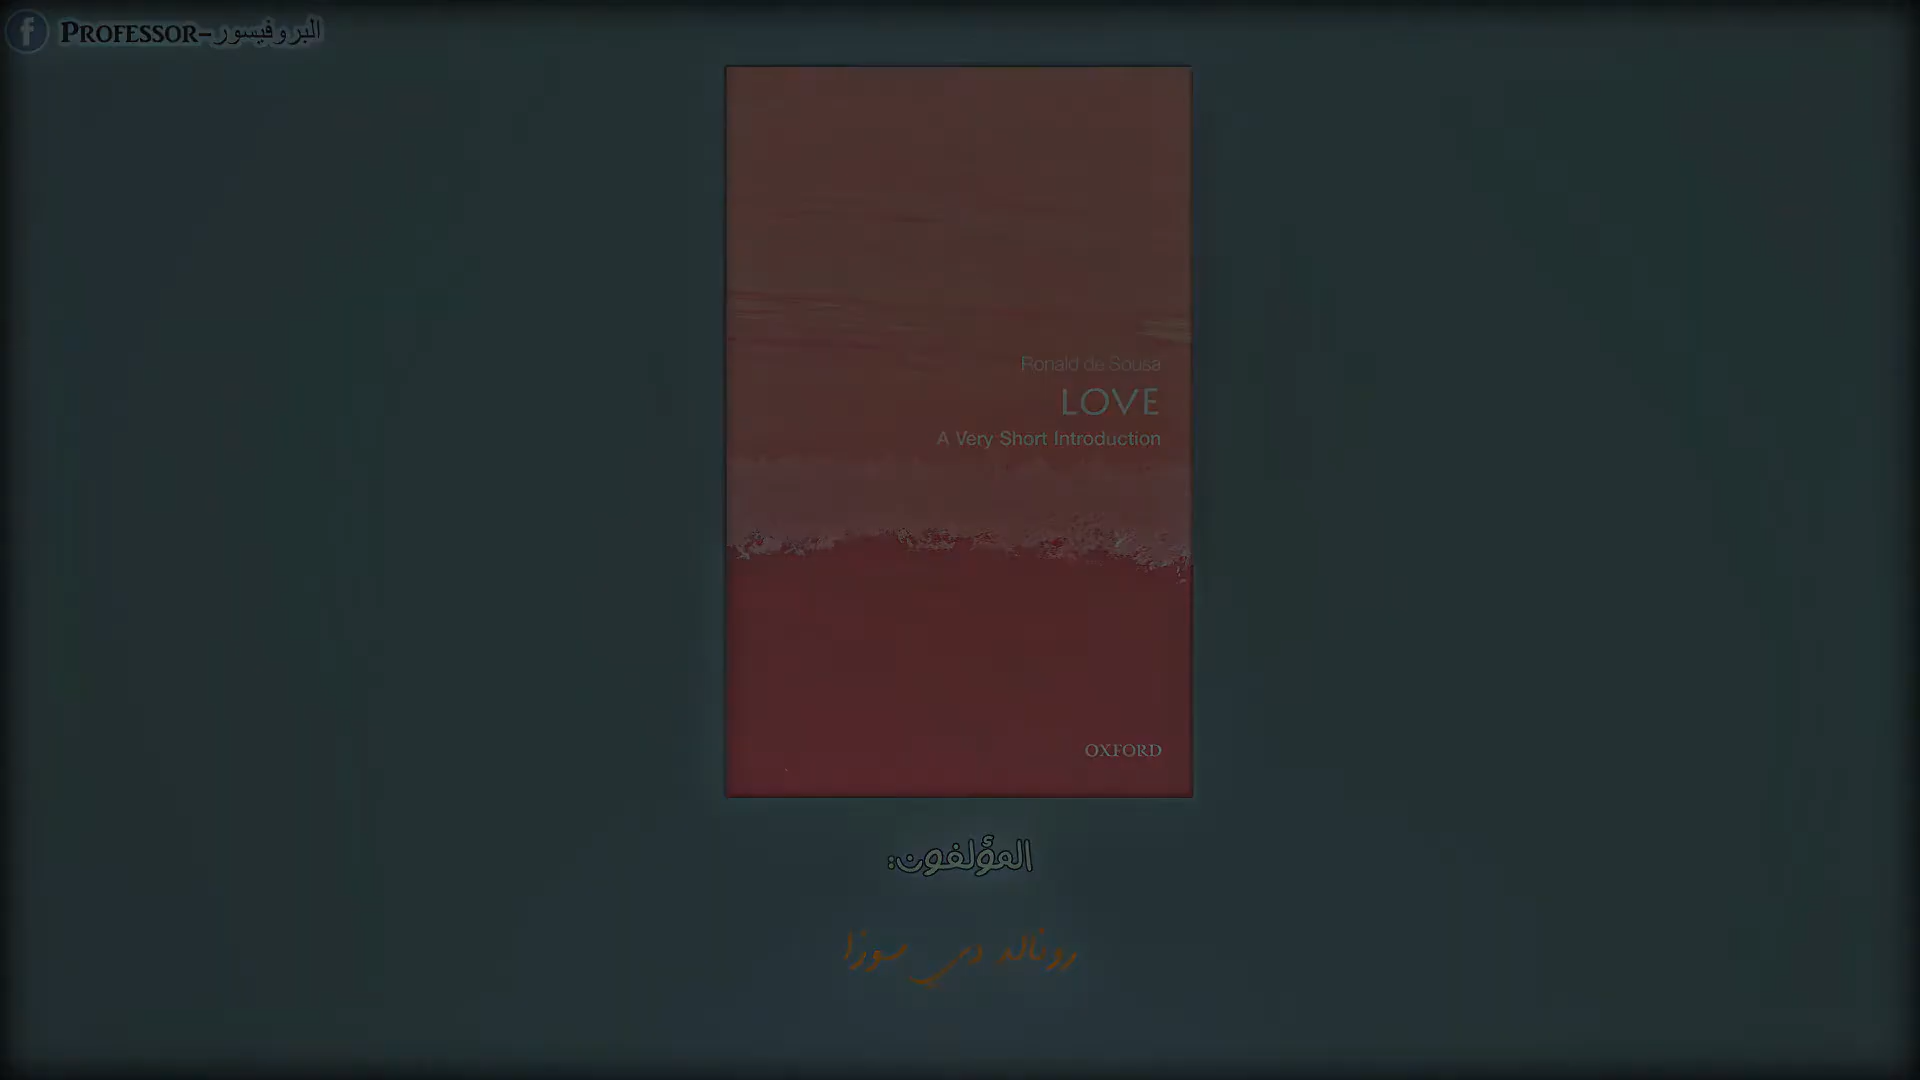 f PROFESSOR-البروفيسور
Ronald de Sousa
LOVE
A Very Short Introduction
OXFORD
المؤلفون:
رونالد دي سوزا